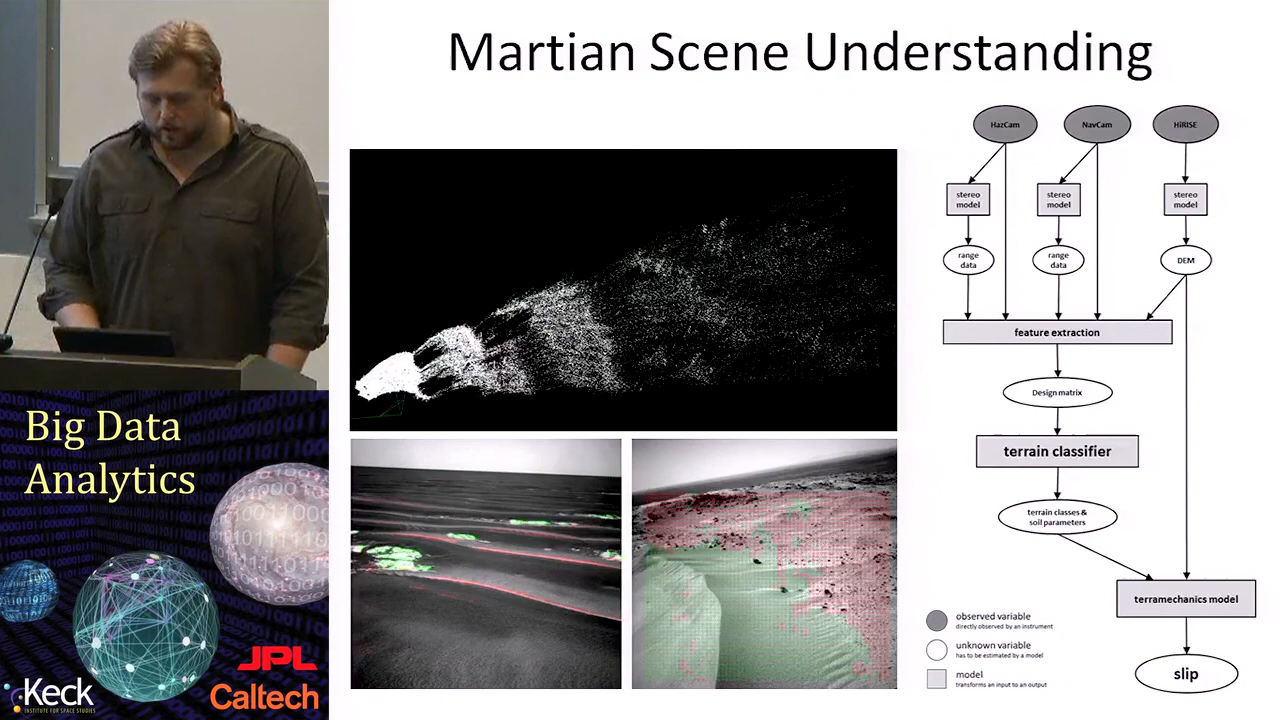 Martian Scene Understanding
HazCam
NavCam
HiRISE
stereo
model
stereo
model
stereo
model
range
data
range
data
DEM
feature extraction
Design matrix
terrain classifier
terrain classes &
soil parameters
terramechanics model
slip
observed variable
directly observed by an instrument
unknown variable
has to be estimated by a model
model
transforms an input to an output
Big Data
Analytics
JPL
Caltech
Keck
INSTITUTE FOR SPACE STUDIES